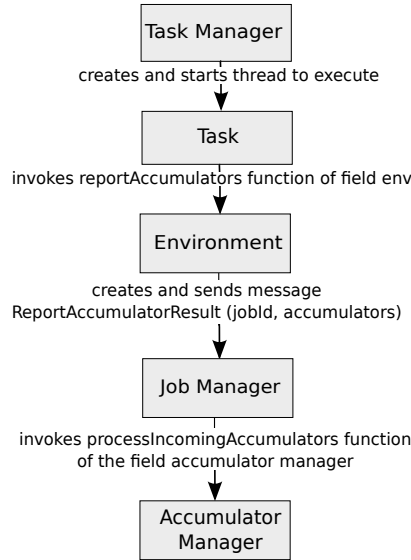 Task Manager
creates and starts thread to execute
Task
invokes reportAccumulators function of field env
Environment
creates and sends message
ReportAccumulatorResult (jobId, accumulators)
Job Manager
invokes processIncomingAccumulators function
of the field accumulator manager
Accumulator
Manager